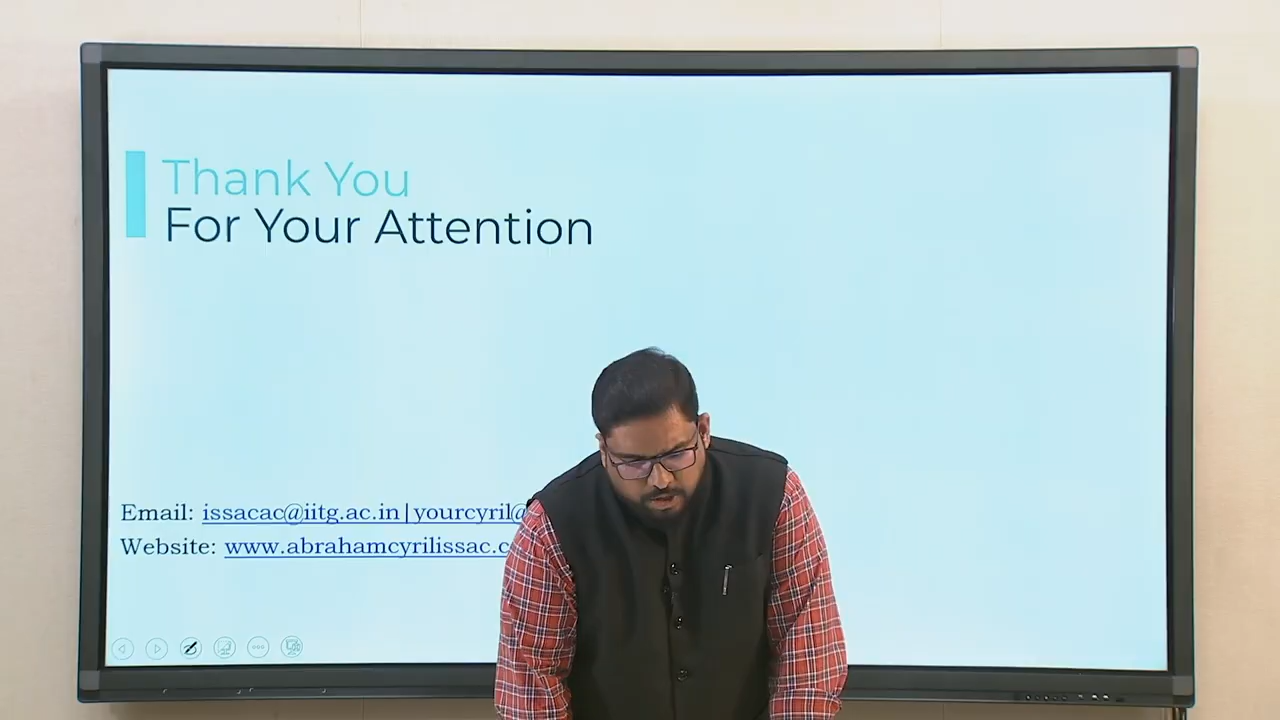 Thank You
For Your Attention
Email: issacac@iitg.ac.in|yourcyril@
Website: www.abrahamcyrilissac.c